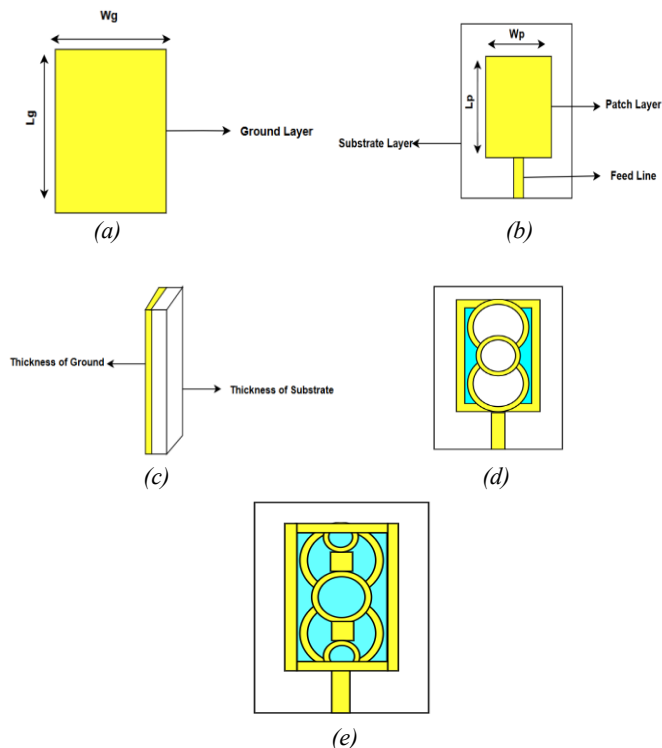 Wg
Lg
Ground Layer
(a)
Wp
Lp
Patch Layer
Substrate Layer
Feed Line
(b)
Thickness of Ground
Thickness of Substrate
(c)
(d)
(e)